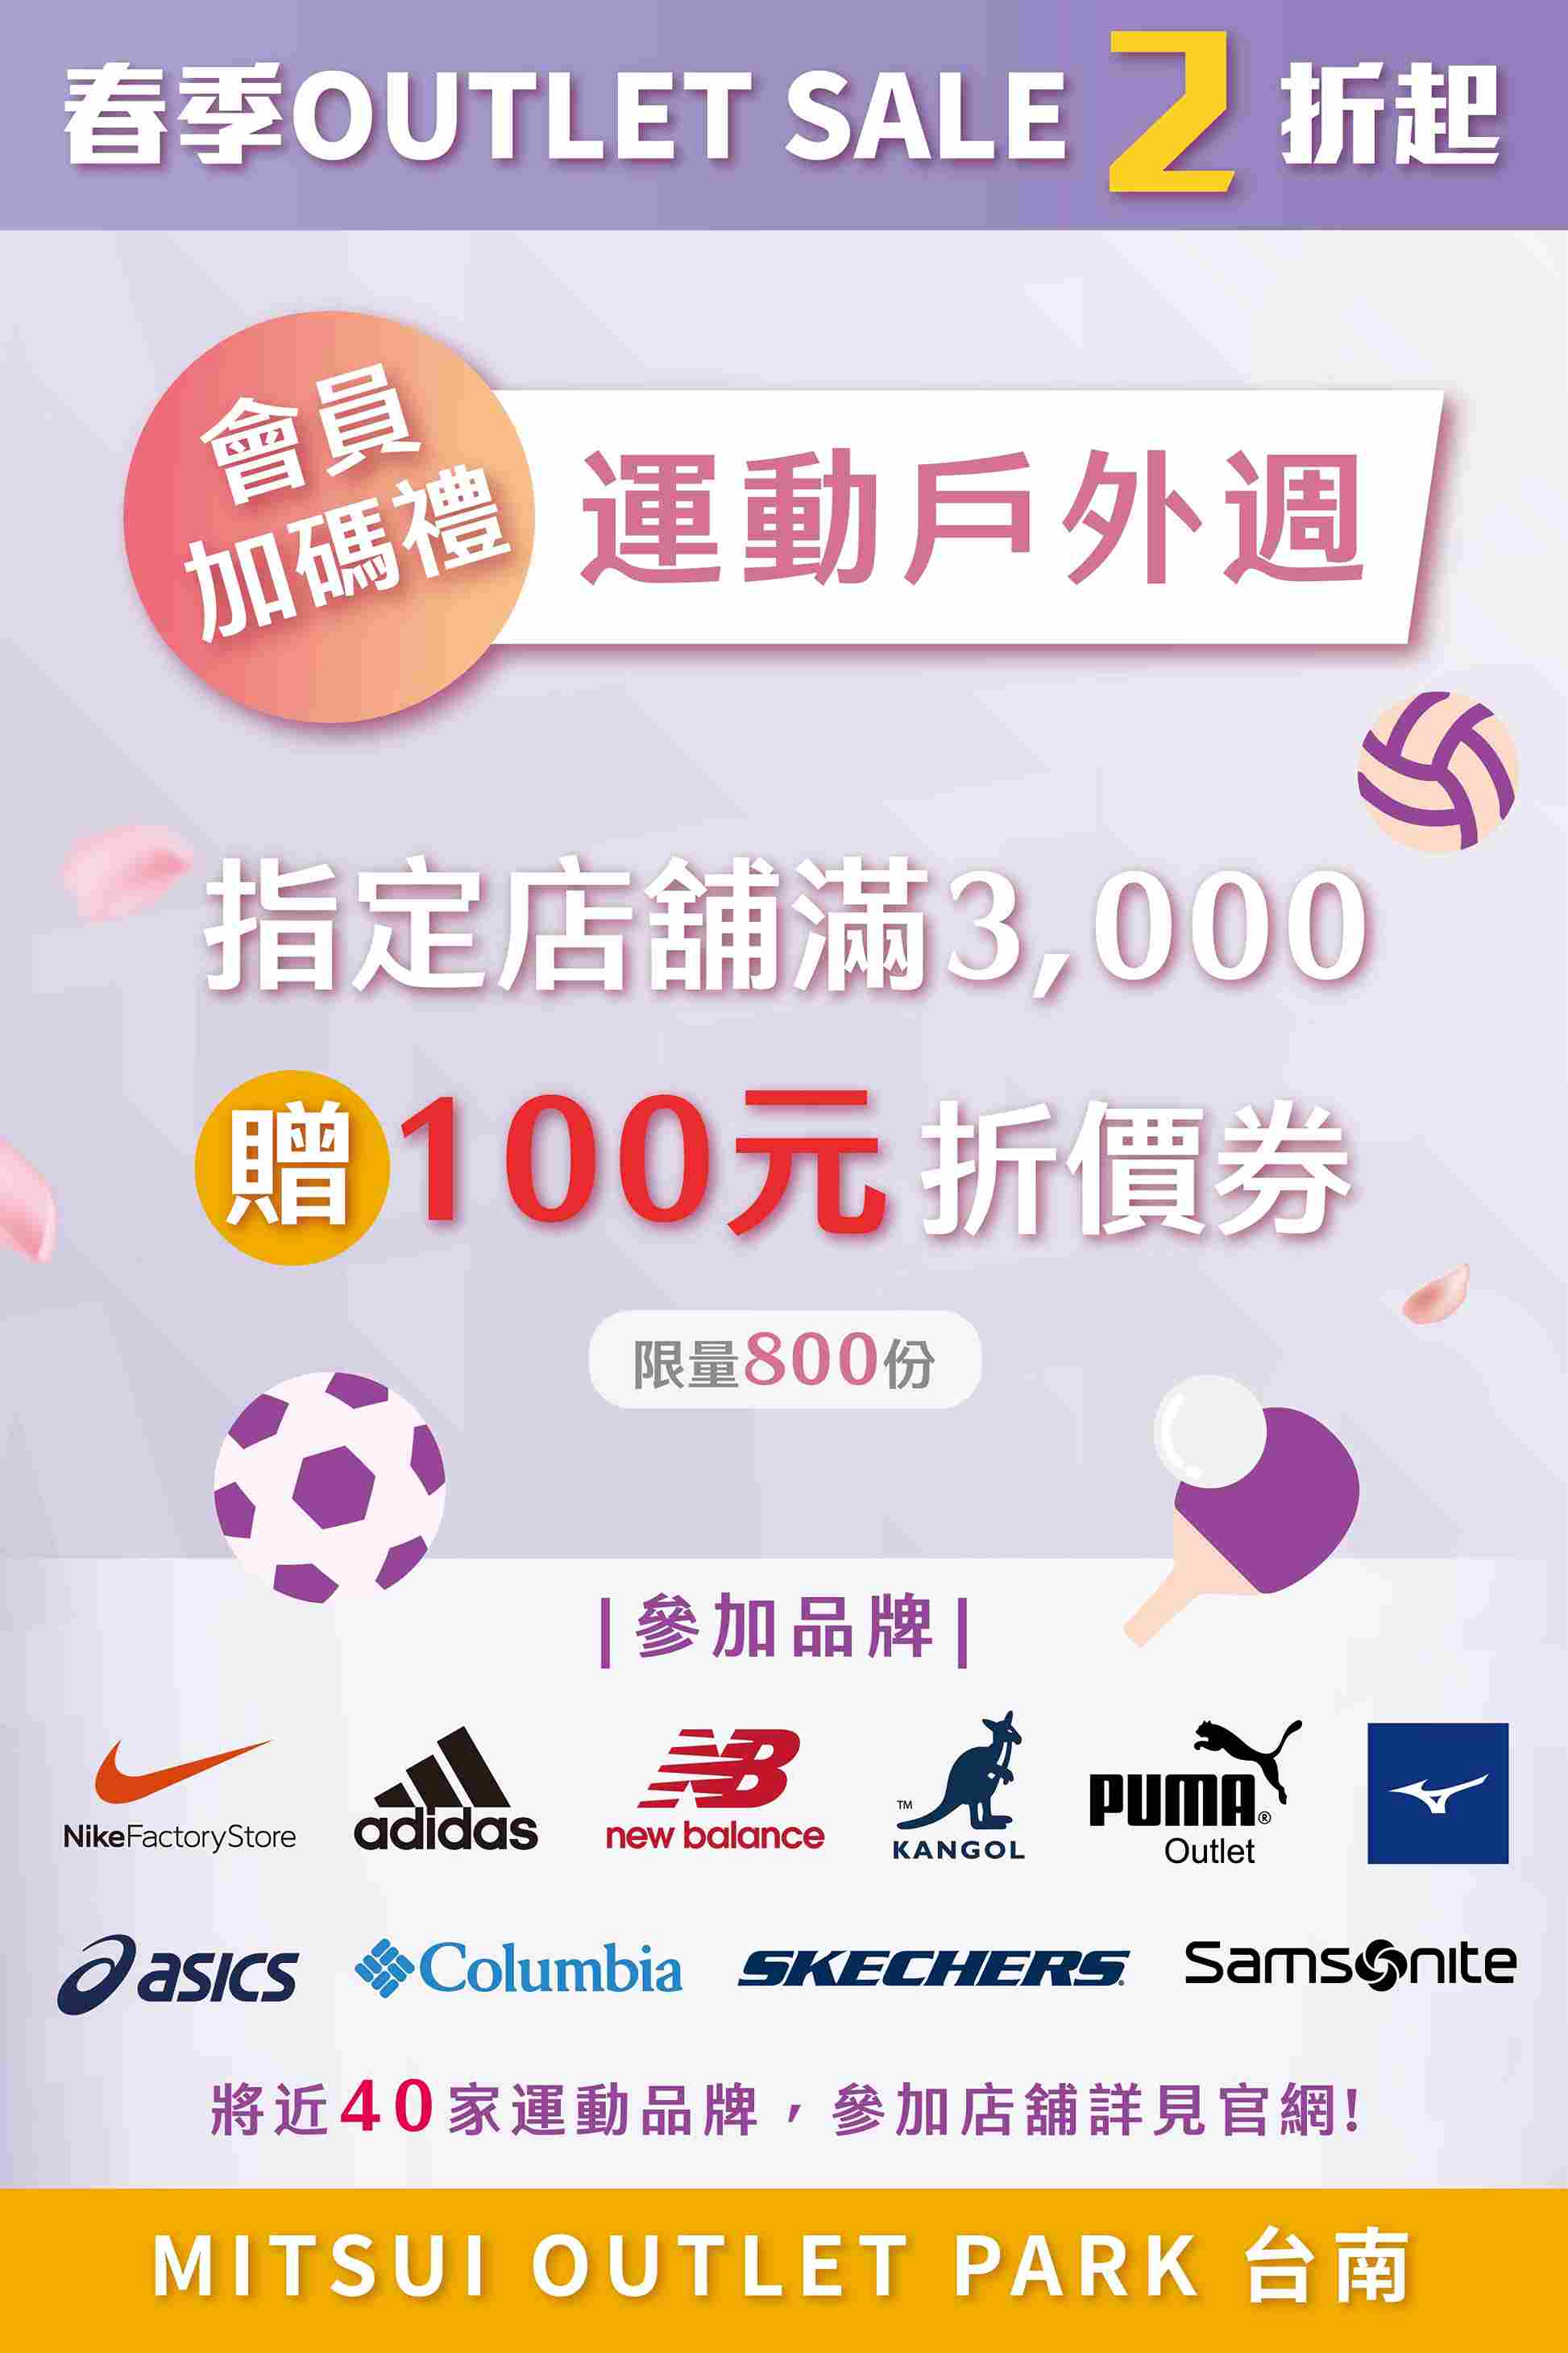 春季OUTLET SALE 2 折起
會員
加碼禮
運動戶外週
指定店舖滿3,000
贈100元折價券
限量800份
|參加品牌|
NikeFactoryStore
adidas
NB
new balance
TM
KANGOL
PUMA®
Outlet
asics
Columbia
SKECHERS.
Samsonite
將近40家運動品牌，參加店舖詳見官網!
MITSUI OUTLET PARK 台南